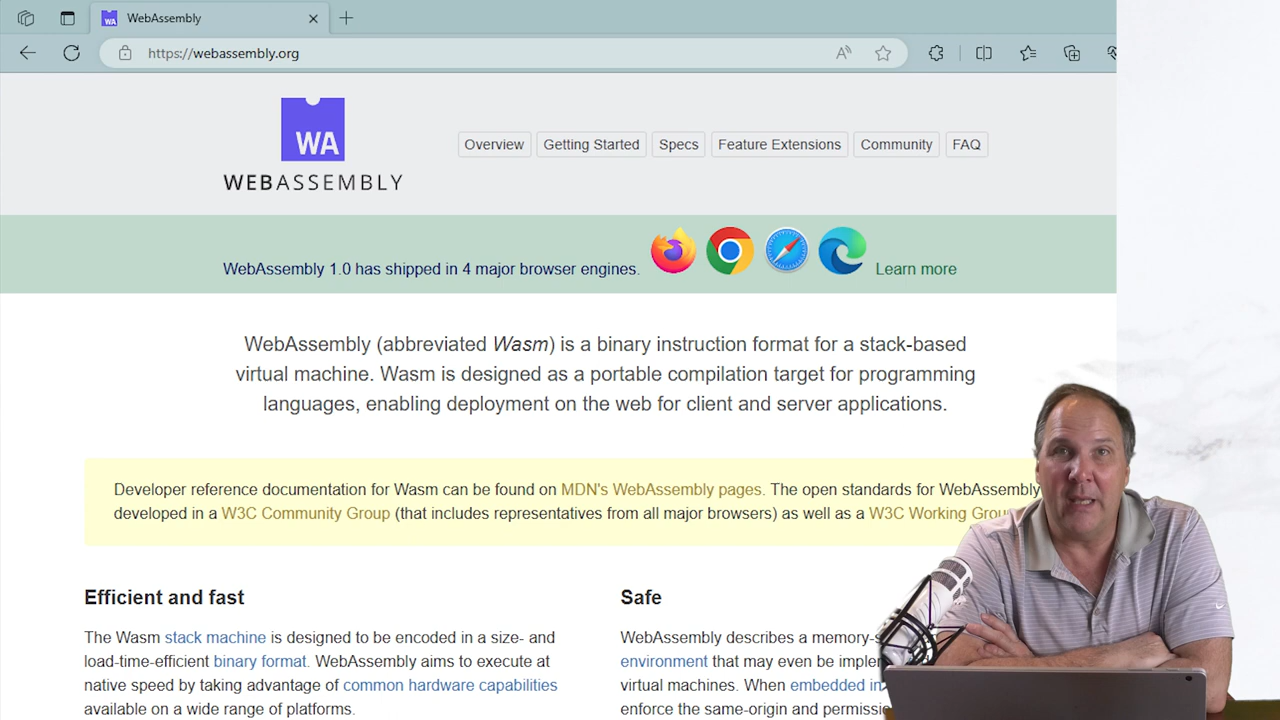 WebAssembly
https://webassembly.org
WA
WEBASSEMBLY
Overview
Getting Started
Specs
Feature Extensions
Community
FAQ
WebAssembly 1.0 has shipped in 4 major browser engines.
Learn more
WebAssembly (abbreviated Wasm) is a binary instruction format for a stack-based
virtual machine. Wasm is designed as a portable compilation target for programming
languages, enabling deployment on the web for client and server applications.
Developer reference documentation for Wasm can be found on MDN's WebAssembly pages. The open standards for WebAssembly
developed in a W3C Community Group (that includes representatives from all major browsers) as well as a W3C Working
Efficient and fast
The Wasm stack machine is designed to be encoded in a size- and
load-time-efficient binary format. WebAssembly aims to execute at
native speed by taking advantage of common hardware capabilities
available on a wide range of platforms.
Safe
WebAssembly describes a memory-
environment that may even be
virtual machines. When embedded in
enforce the same-origin and